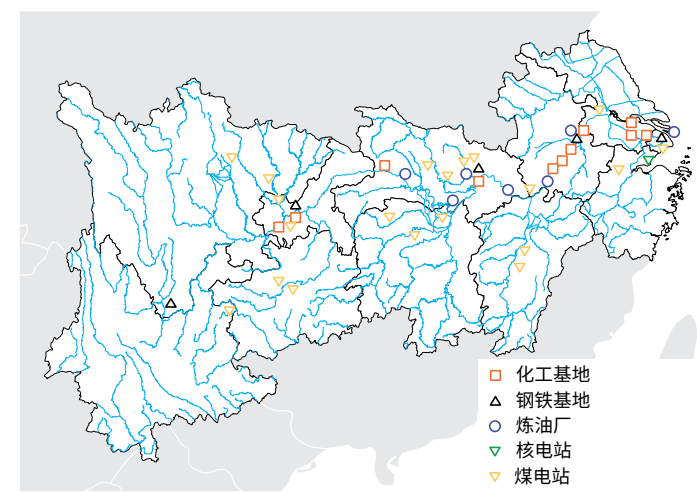 化工基地
钢铁基地
炼油厂
核电站
煤电站